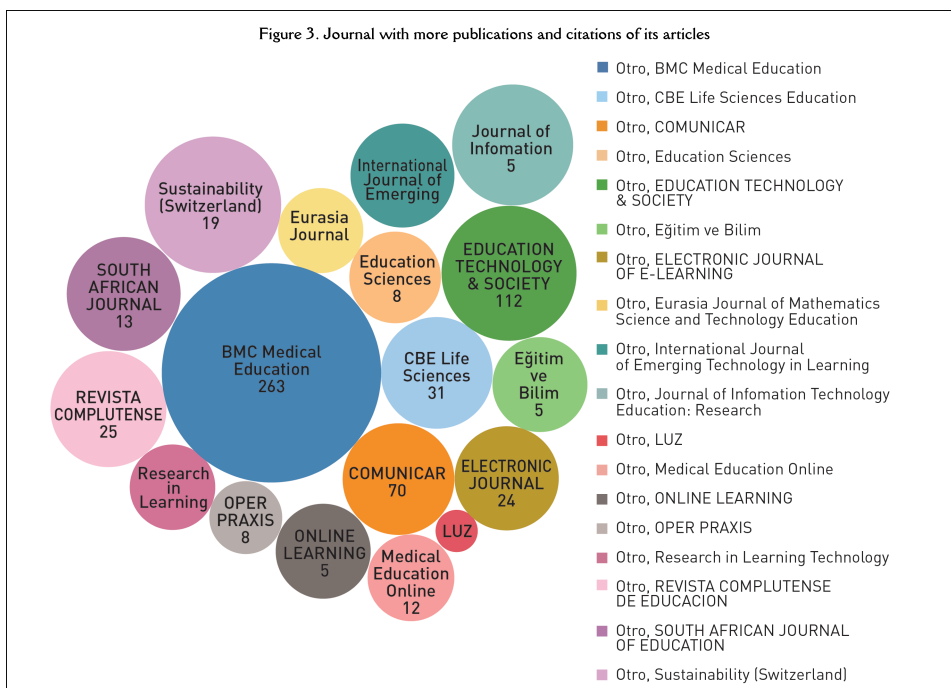 Figure 3. Journal with more publications and citations of its articles
Journal of
Infomation
5
International
Journal of
Emerging
Sustainability
(Switzerland)
19
Eurasia
Journal
Education
Sciences
8
EDUCATION
TECHNOLOGY
& SOCIETY
112
SOUTH
AFRICAN
JOURNAL
13
BMC Medical
Education
263
CBE Life
Sciences
31
Eğitim
ve
Bilim
5
REVISTA
COMPLUTENSE
25
COMUNICAR
70
ELECTRONIC
JOURNAL
24
Research
in
Learning
OPER
PRAXIS
8
ONLINE
LEARNING
5
LUZ
Medical
Education
Online
12
Otro, BMC Medical Education
Otro, CBE Life Sciences Education
Otro, COMUNICAR
Otro, Education Sciences
Otro, EDUCATION TECHNOLOGY
& SOCIETY
Otro, Eğitim ve Bilim
Otro, ELECTRONIC JOURNAL
OF E-LEARNING
Otro, Eurasia Journal of Mathematics
Science and Technology Education
Otro, International Journal
of Emerging Technology in Learning
Otro, Journal of Infomation Technology
Education: Research
Otro, LUZ
Otro, Medical Education Online
Otro, ONLINE LEARNING
Otro, OPER PRAXIS
Otro, Research in Learning Technology
Otro, REVISTA COMPLUTENSE
DE EDUCACION
Otro, SOUTH AFRICAN JOURNAL
OF EDUCATION
Otro, Sustainability (Switzerland)